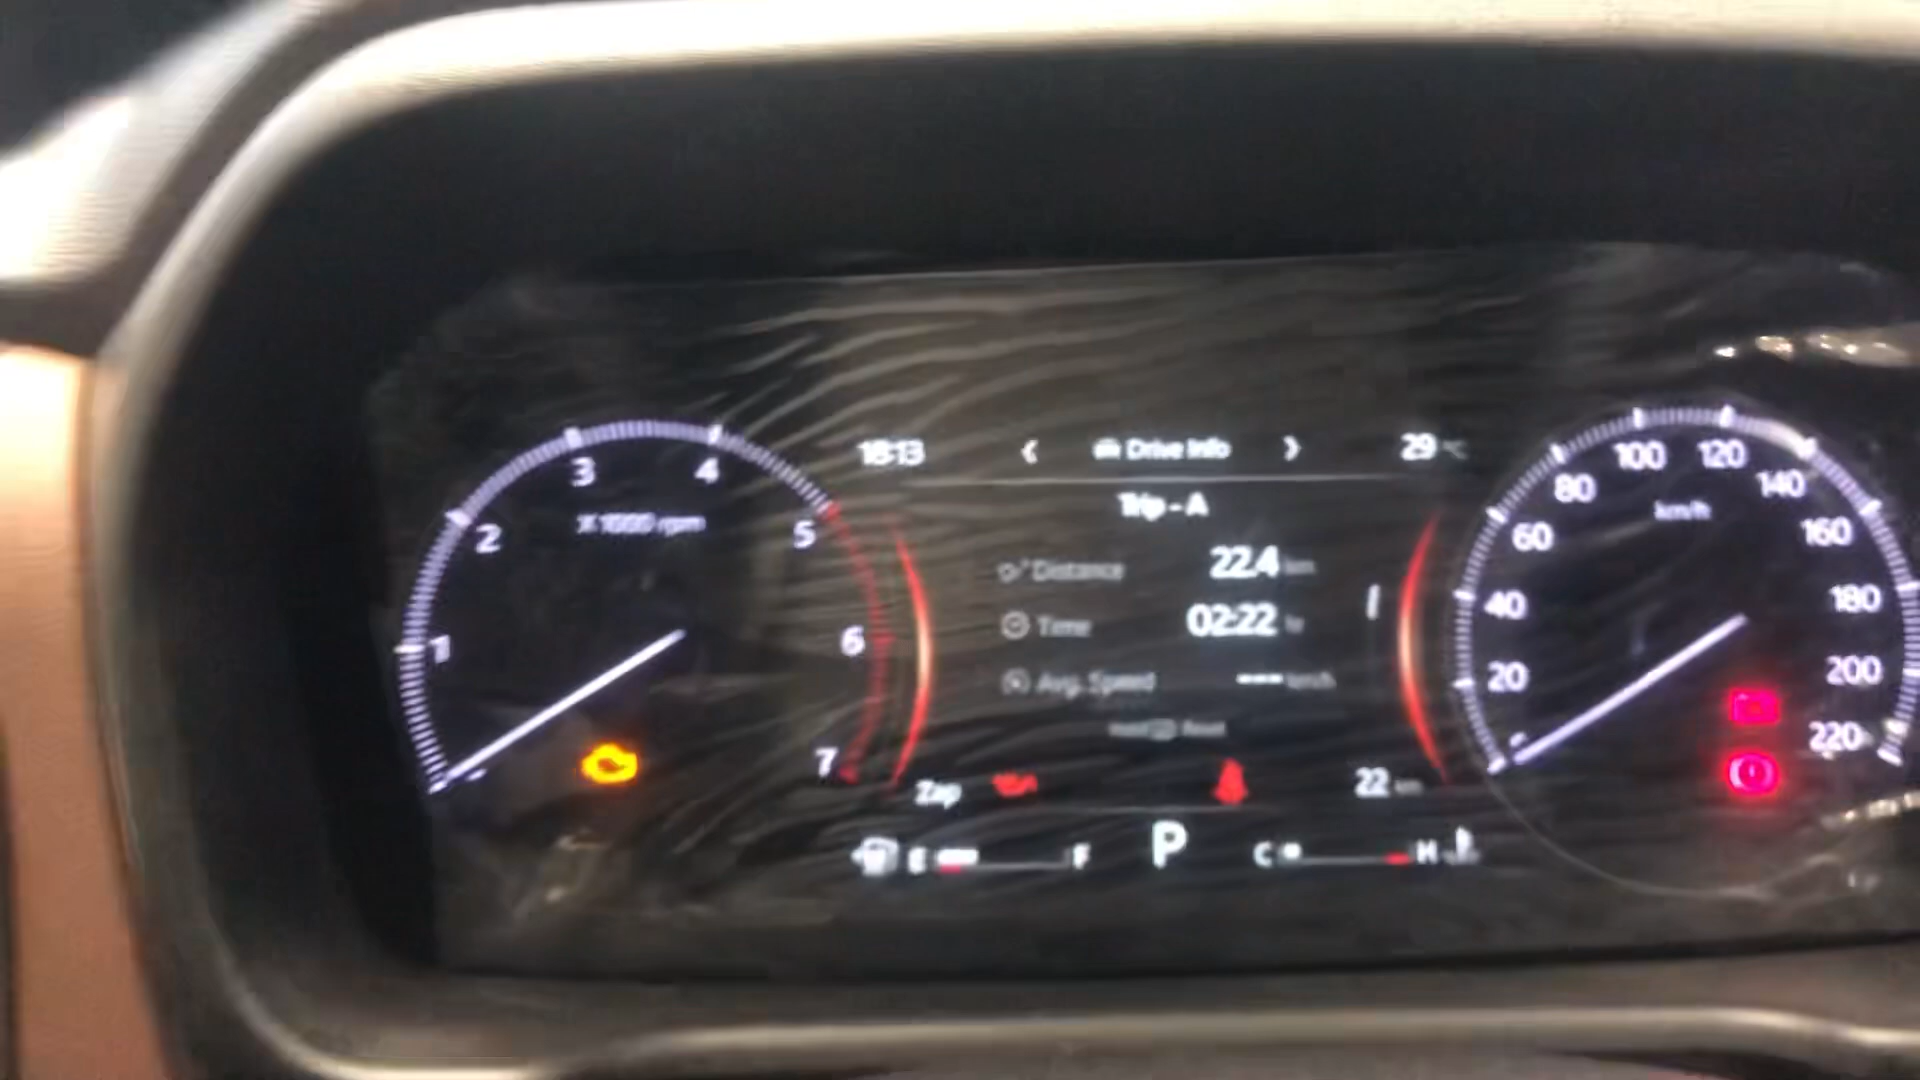 18:13 < Drive Info > 29 °C
Trip - A
Distance 22.4 km
Time 02:22 hr
Avg. Speed --- km/h
Zap 22 km
E F P C H
1 2 3 4 5 6 7
X 1000 rpm
20 40 60 80 100 120 140 160 180 200 220
km/h